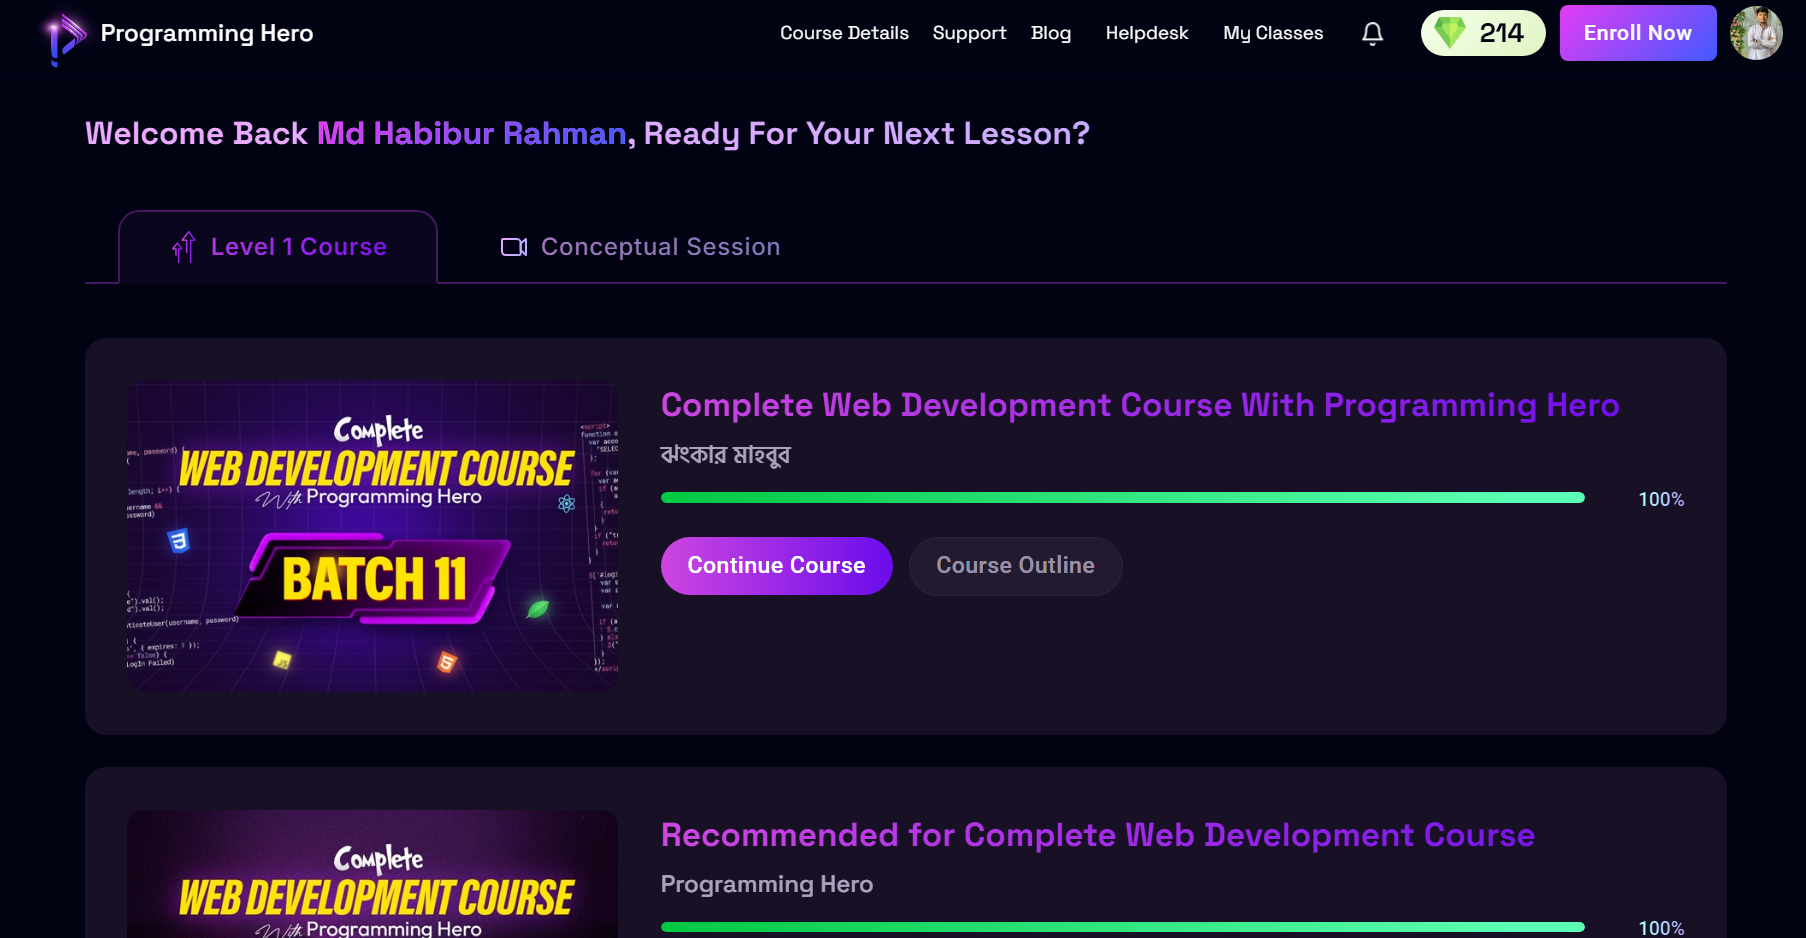 Programming Hero
Course Details Support Blog Helpdesk My Classes 214 Enroll Now
Welcome Back Md Habibur Rahman, Ready For Your Next Lesson?
Level 1 Course Conceptual Session
Complete
WEB DEVELOPMENT COURSE
With Programming Hero
BATCH 11
Complete Web Development Course With Programming Hero
ঝংকার মাহবুব
100%
Continue Course Course Outline
Complete
WEB DEVELOPMENT COURSE
With Programming Hero
Recommended for Complete Web Development Course
Programming Hero
100%